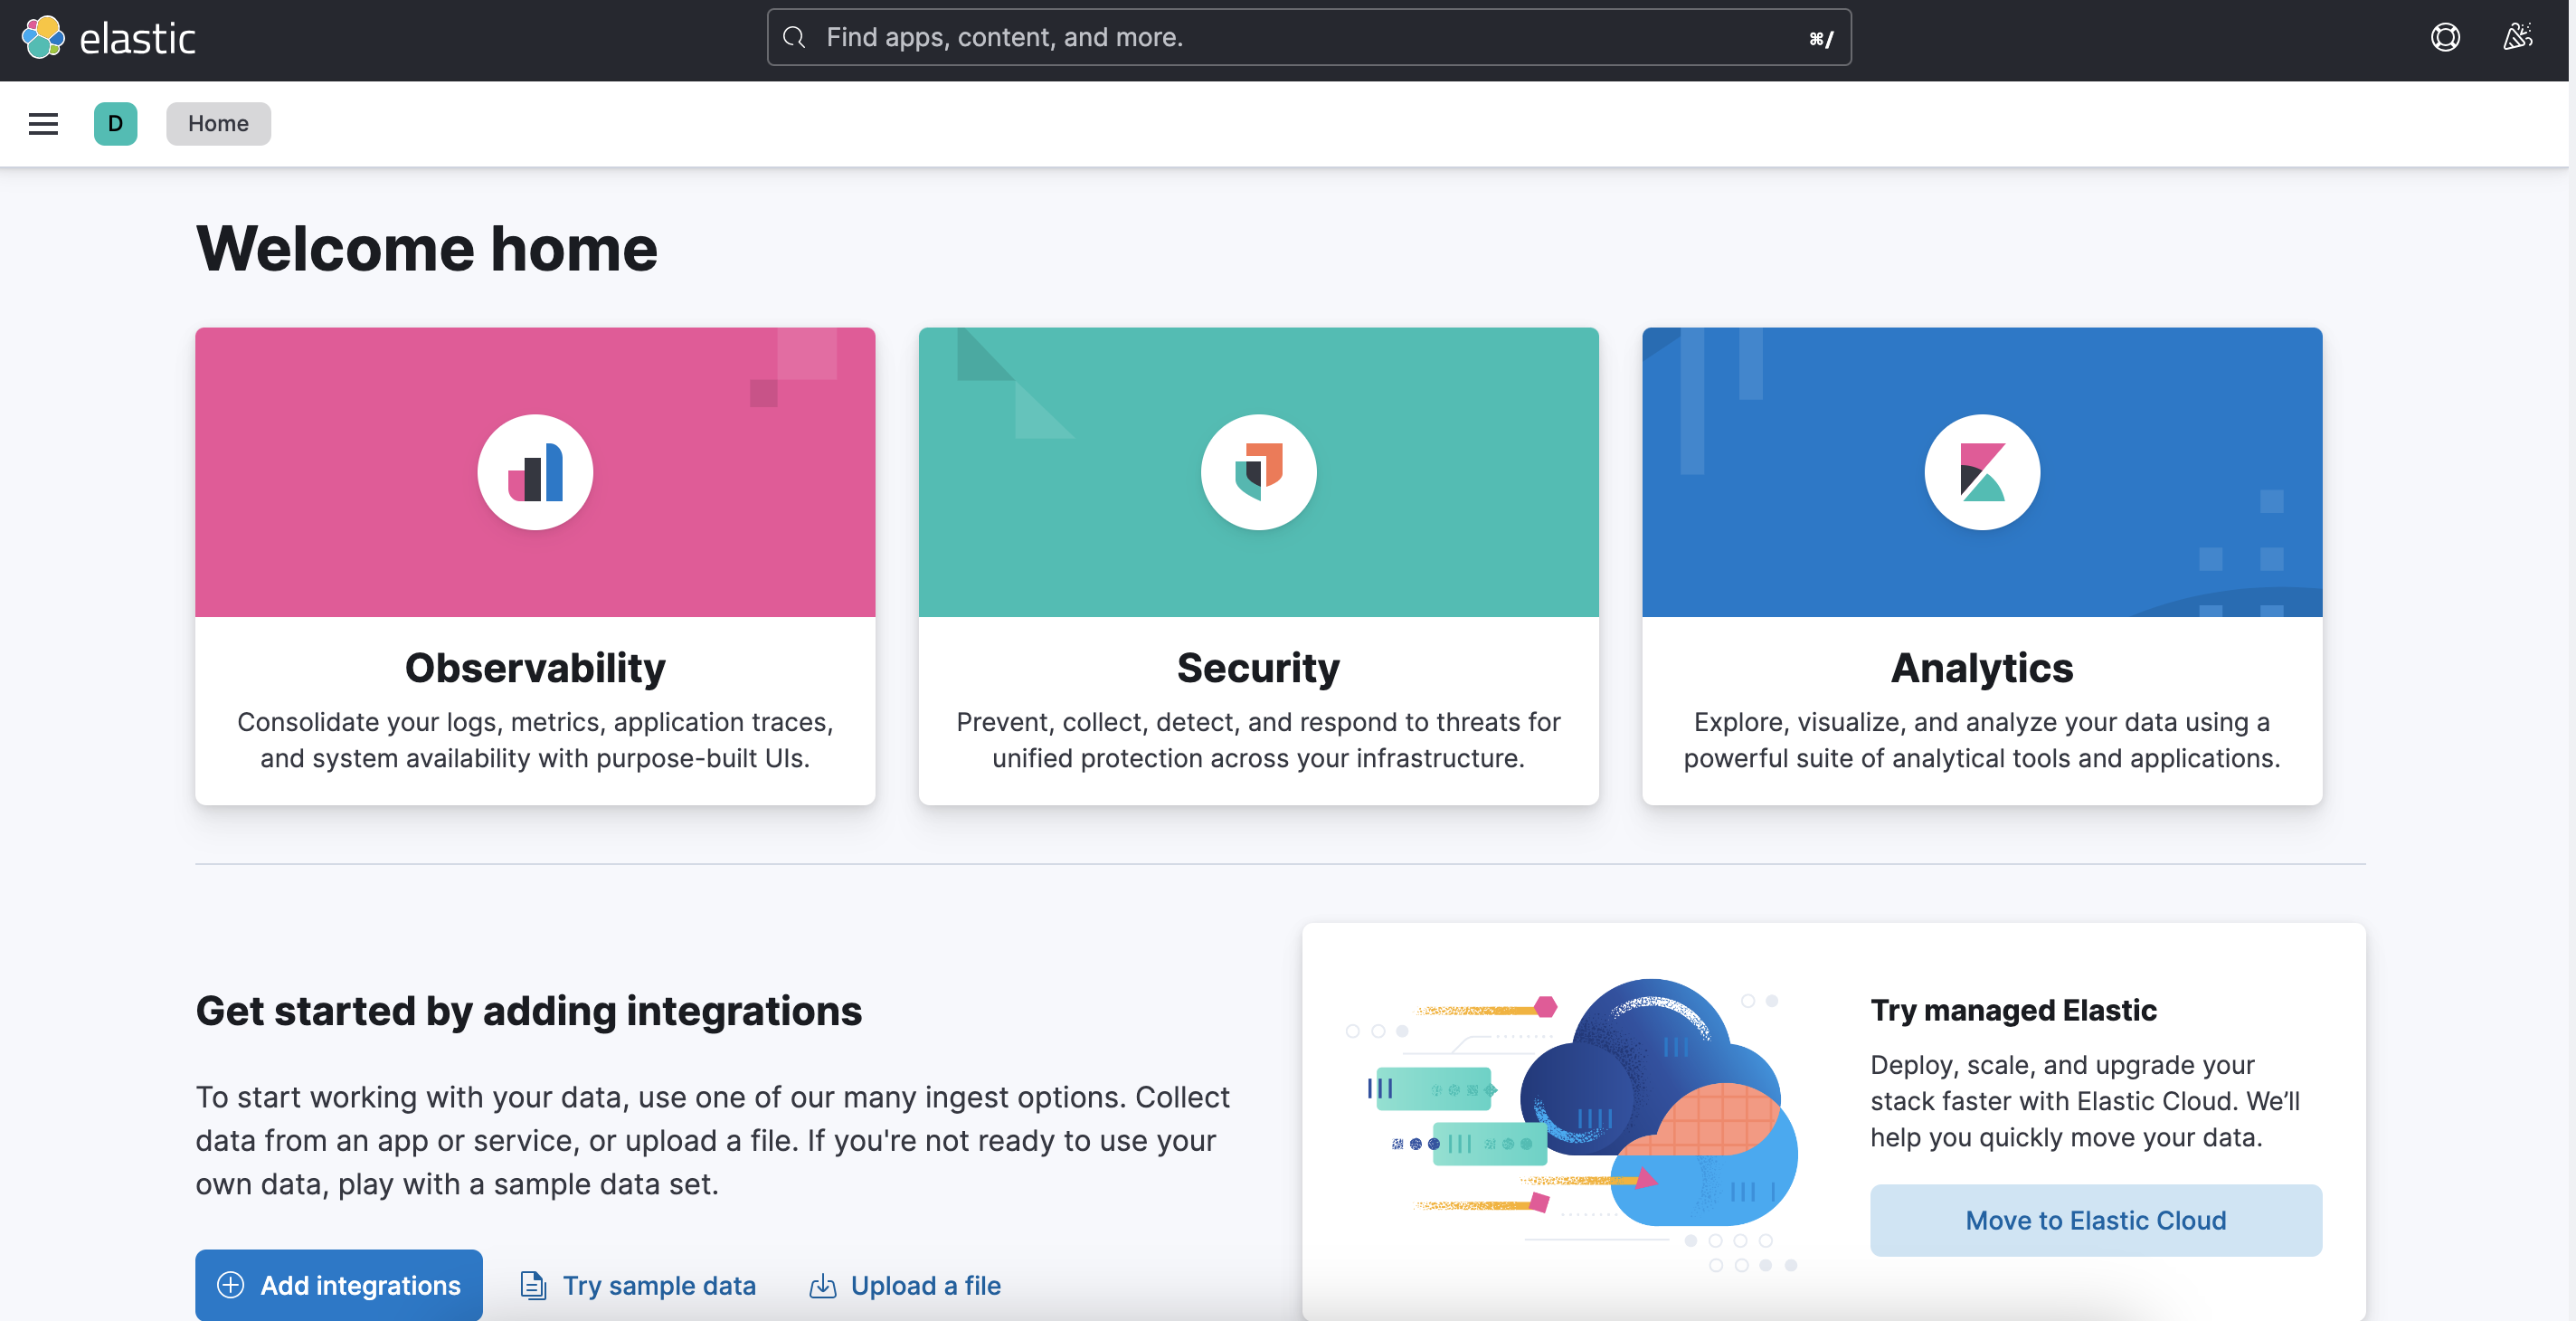 elastic
Find apps, content, and more.
⌘/
D
Home
Welcome home
Observability
Consolidate your logs, metrics, application traces,
and system availability with purpose-built UIs.
Security
Prevent, collect, detect, and respond to threats for
unified protection across your infrastructure.
Analytics
Explore, visualize, and analyze your data using a
powerful suite of analytical tools and applications.
Get started by adding integrations
To start working with your data, use one of our many ingest options. Collect
data from an app or service, or upload a file. If you're not ready to use your
own data, play with a sample data set.
Add integrations
Try sample data
Upload a file
Try managed Elastic
Deploy, scale, and upgrade your
stack faster with Elastic Cloud. We’ll
help you quickly move your data.
Move to Elastic Cloud